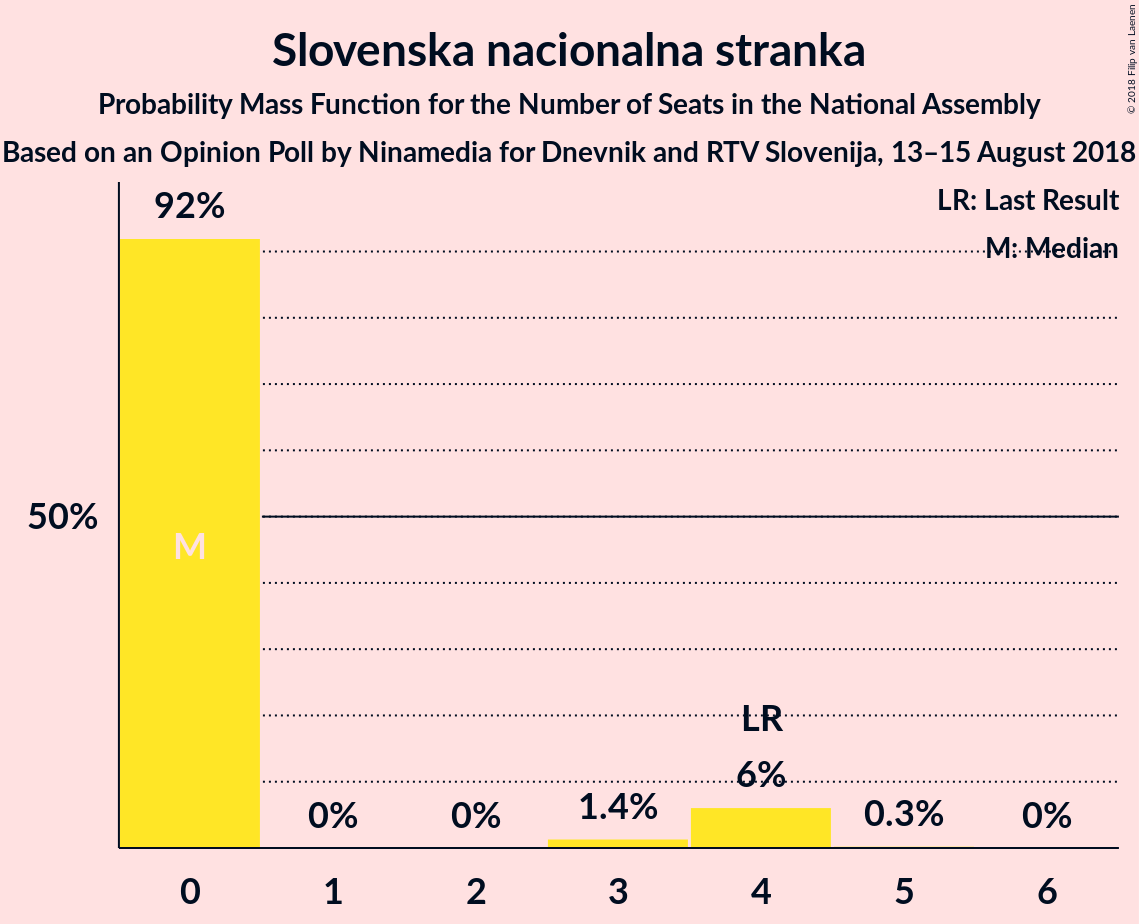 Slovenska nacionalna stranka
Probability Mass Function for the Number of Seats in the National Assembly
Based on an Opinion Poll by Ninamedia for Dnevnik and RTV Slovenija, 13–15 August 2018
© 2018 Filip van Laenen
LR: Last Result
M: Median
92%
50%
M
LR
6%
1.4%
0.3%
0%
0%
0%
0 1 2 3 4 5 6